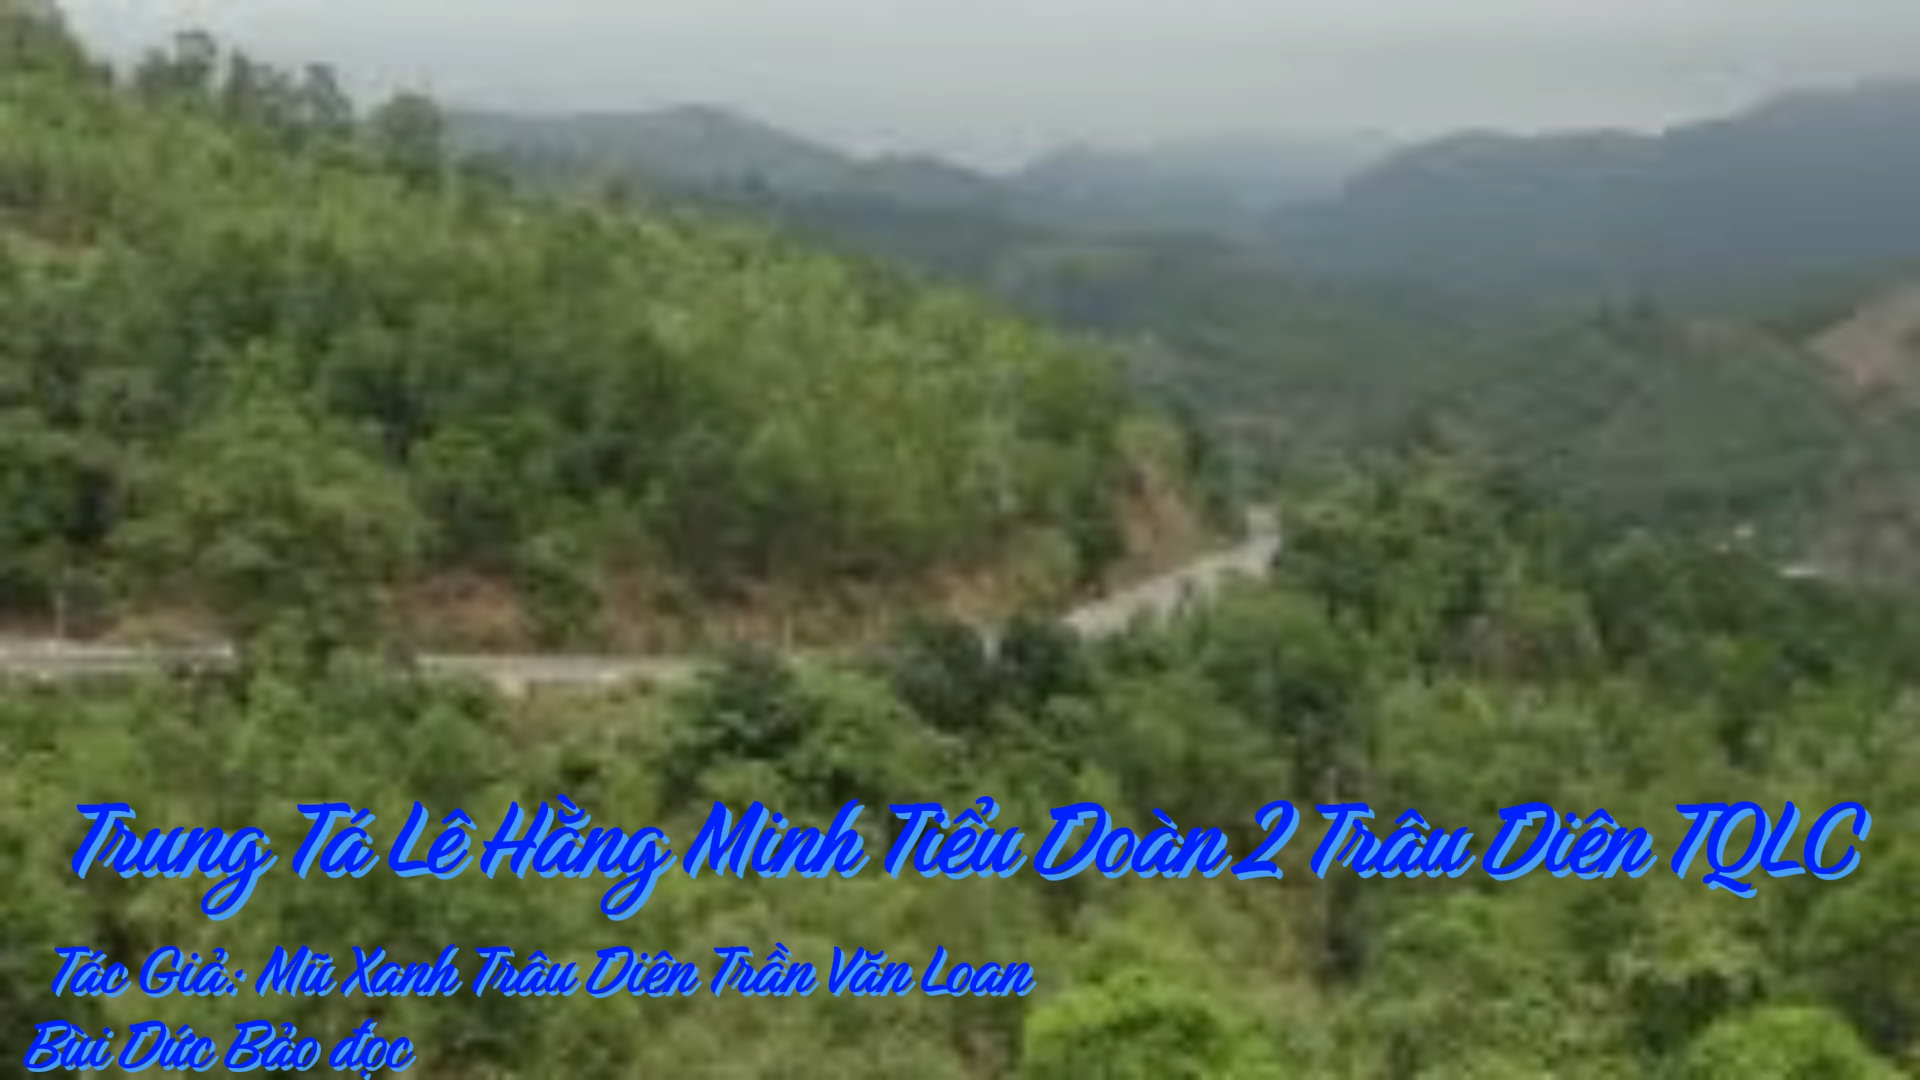 Trung Tá Lê Hằng Minh Tiểu Đoàn 2 Trâu Điên TQLC
Tác Giả: Mũ Xanh Trâu Điên Trần Văn Loan
Bùi Đức Bảo đọc